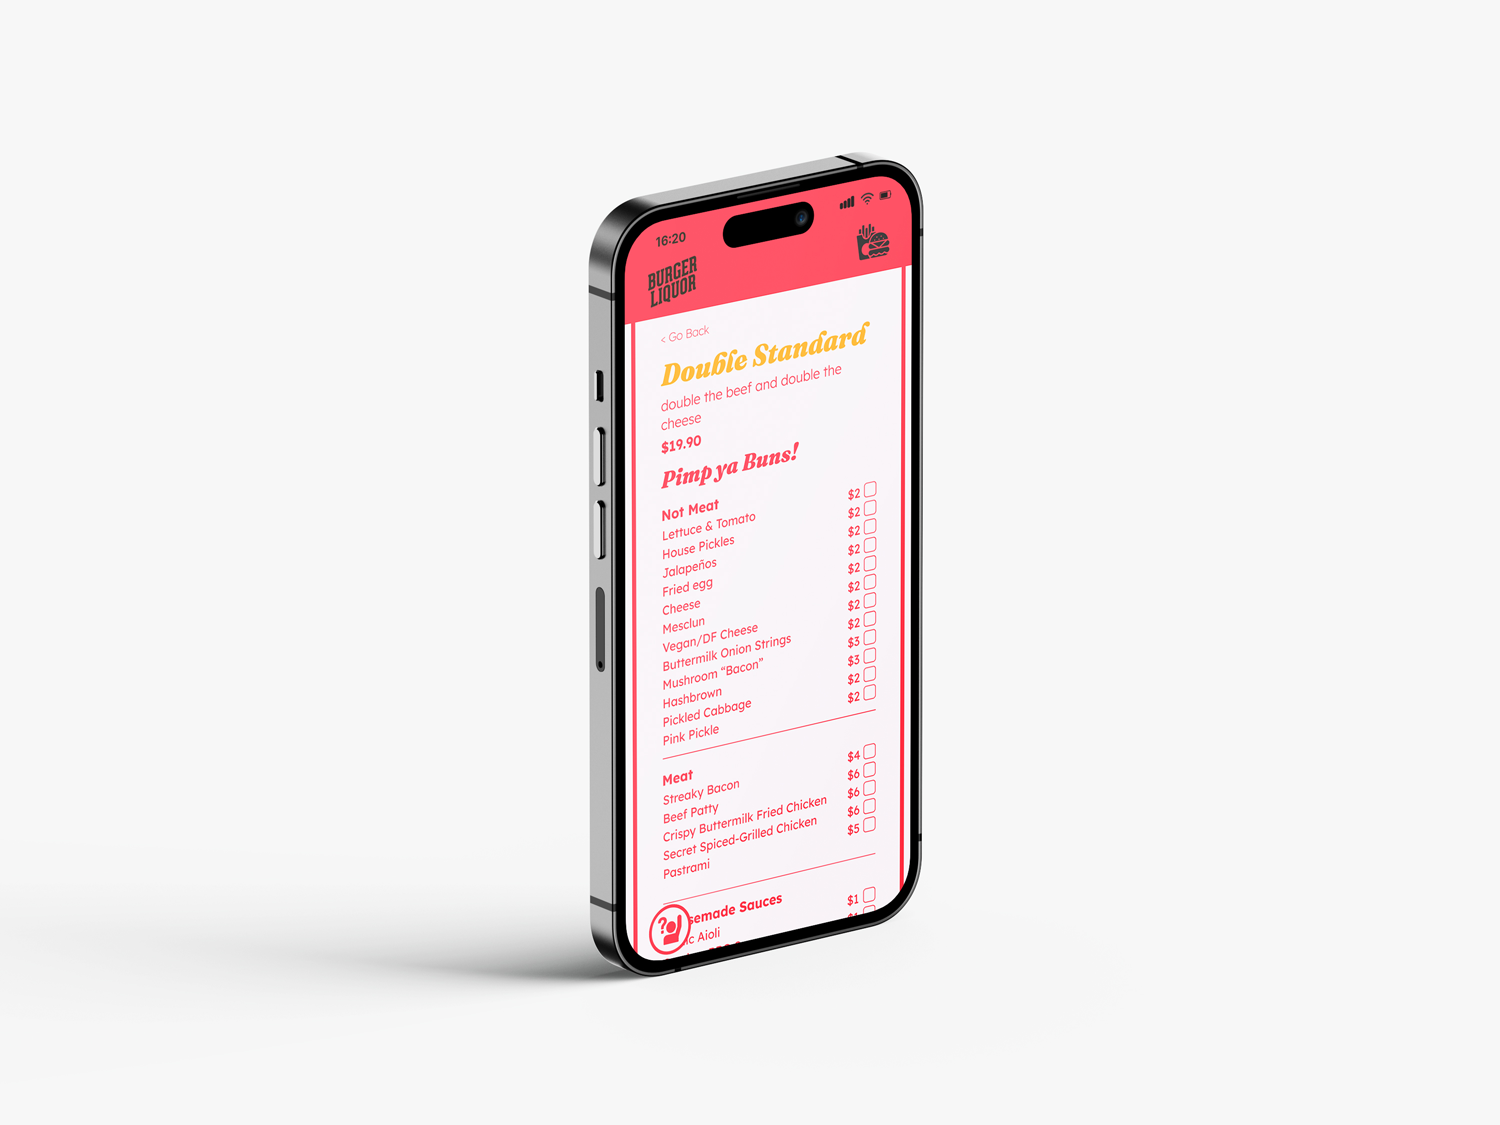 16:20
BURGER
LIQUOR
< Go Back
Double Standard
double the beef and double the
cheese
$19.90
Pimp ya Buns!
Not Meat
Lettuce & Tomato $2
House Pickles $2
Jalapeños $2
Fried egg $2
Cheese $2
Mesclun $2
Vegan/DF Cheese $2
Buttermilk Onion Strings $2
Mushroom “Bacon” $3
Hashbrown $3
Pickled Cabbage $2
Pink Pickle $2
Meat
Streaky Bacon $4
Beef Patty $6
Crispy Buttermilk Fried Chicken $6
Secret Spiced-Grilled Chicken $6
Pastrami $5
semade Sauces
ic Aioli $1